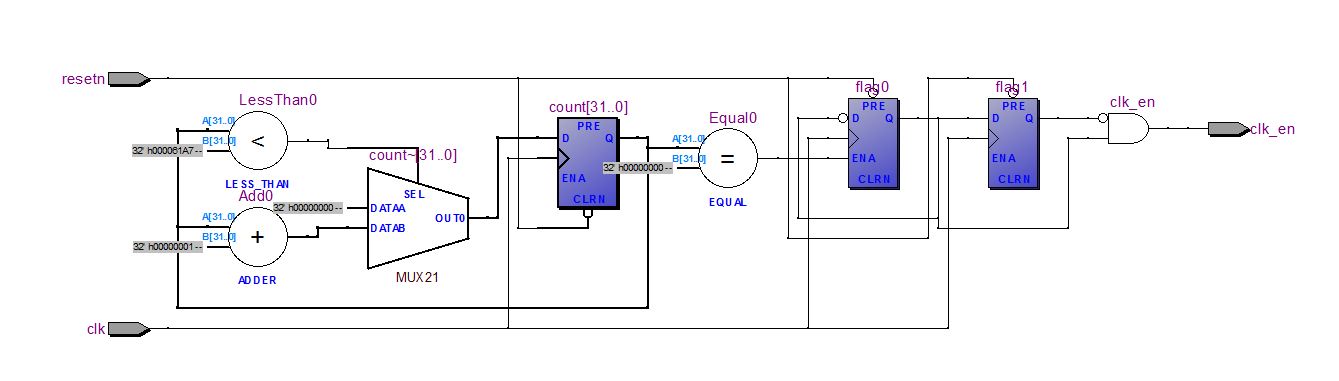 resetn
LessThan0
A[31..0]
B[31..0]
32' h000061A7 --
<
LESS_THAN
Add0
A[31..0]
B[31..0]
32' h00000001 --
+
ADDER
count~[31..0]
SEL
32' h00000000 --
DATAA
DATAB
OUT0
MUX21
count[31..0]
PRE
D
Q
ENA
CLRN
Equal0
A[31..0]
B[31..0]
32' h00000000 --
=
EQUAL
flag0
PRE
D
Q
ENA
CLRN
flag1
PRE
D
Q
ENA
CLRN
clk_en
clk_en
clk